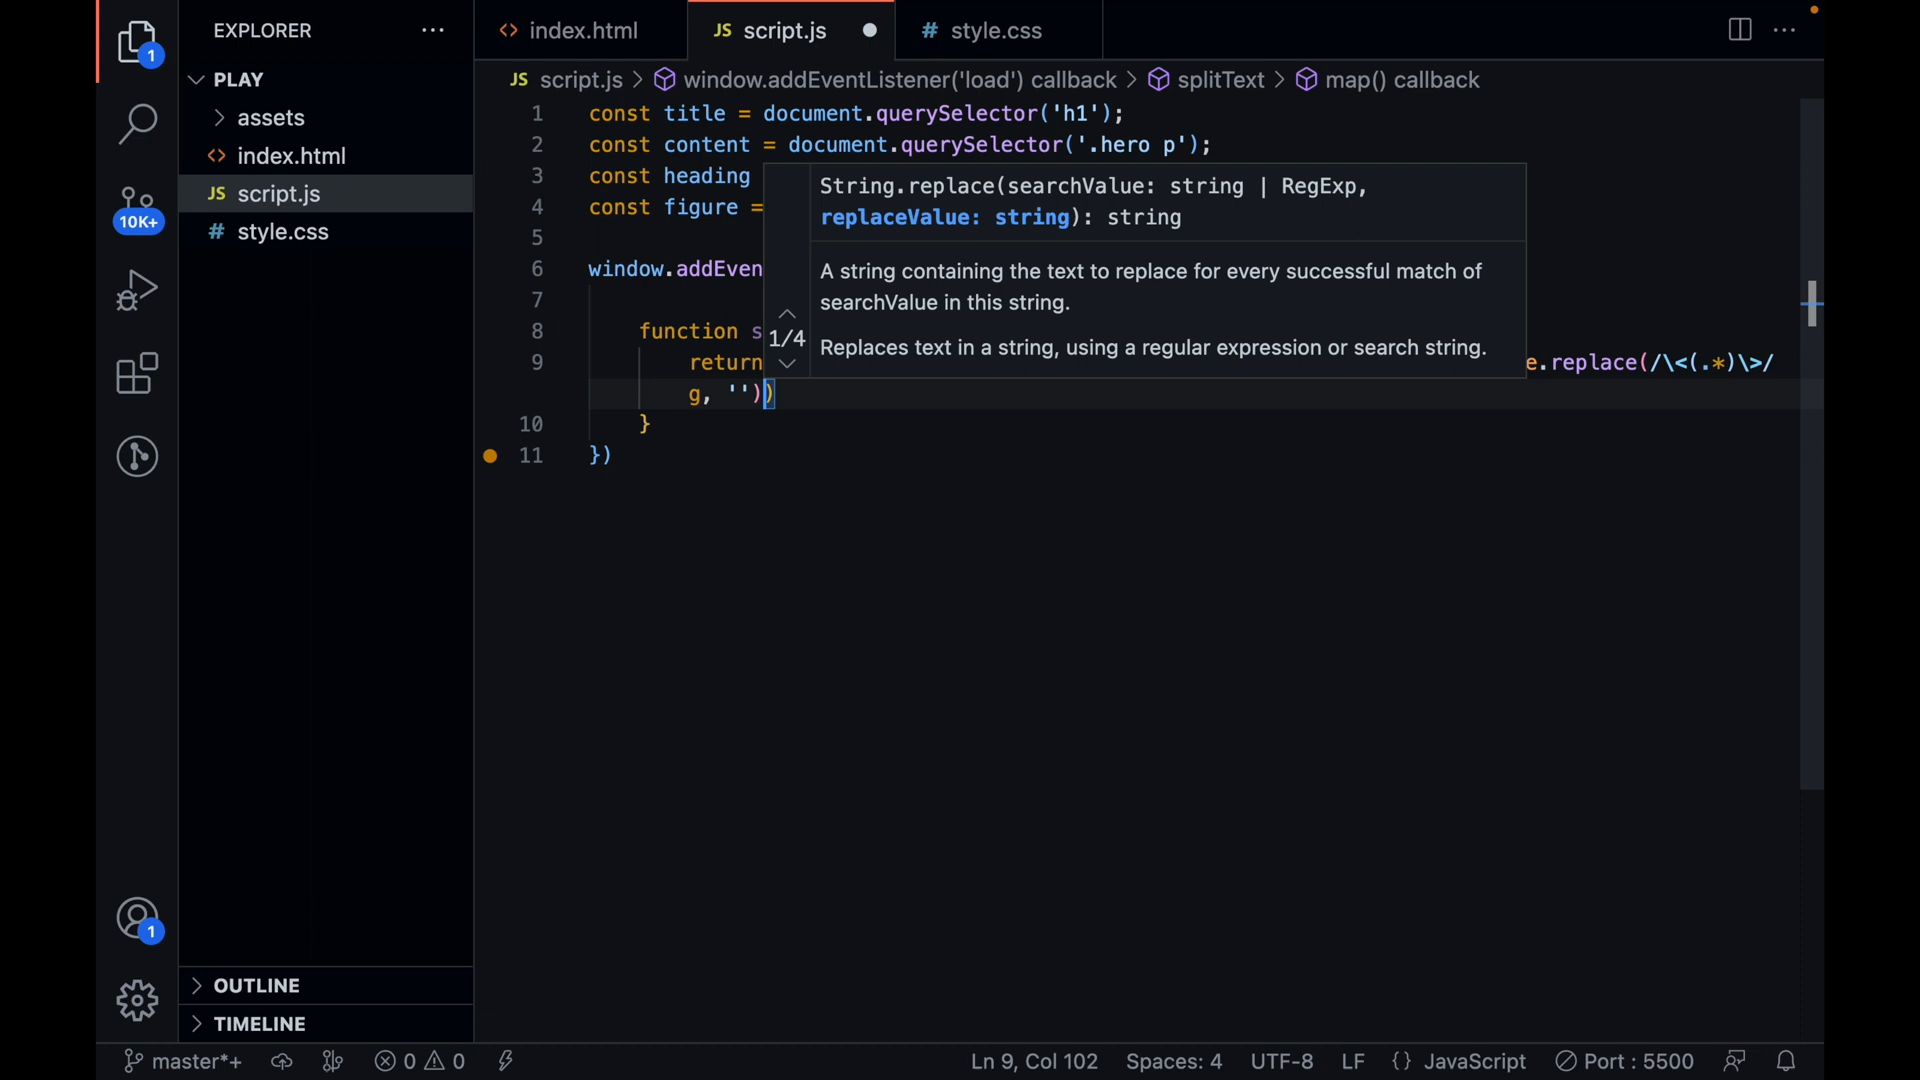 EXPLORER
PLAY
assets
index.html
JS script.js
# style.css
OUTLINE
TIMELINE
1
10K+
1
index.html
JS script.js
# style.css
JS script.js > window.addEventListener('load') callback > splitText > map() callback
1 const title = document.querySelector('h1');
2 const content = document.querySelector('.hero p');
3 const heading
4 const figure =
5
6 window.addEven
7
8 function s
9 return e.replace(/\<(.*)\>/
g, ''))
10 }
11 })
String.replace(searchValue: string | RegExp,
replaceValue: string): string
A string containing the text to replace for every successful match of
searchValue in this string.
1/4
Replaces text in a string, using a regular expression or search string.
master*+ 0 0 Ln 9, Col 102 Spaces: 4 UTF-8 LF {} JavaScript Port : 5500